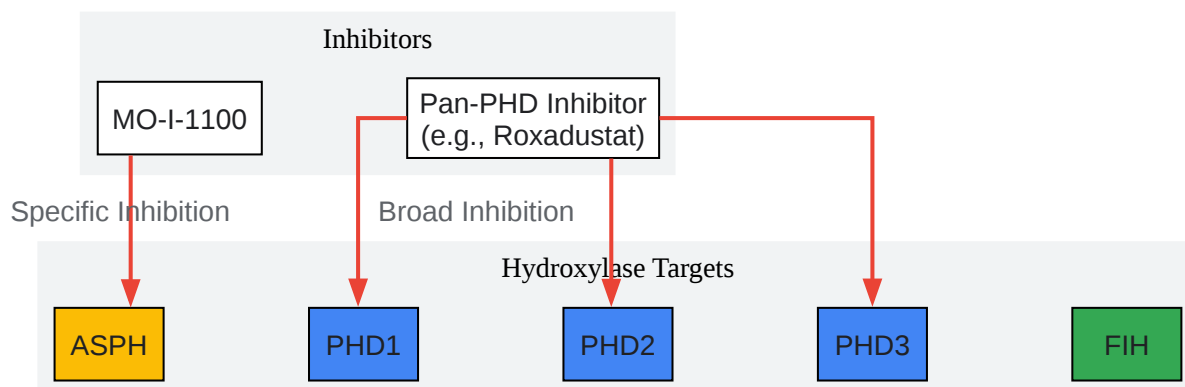 Inhibitors
MO-I-1100
Pan-PHD Inhibitor
(e.g., Roxadustat)
Specific Inhibition
Broad Inhibition
Hydroxylase Targets
ASPH
PHD1
PHD2
PHD3
FIH